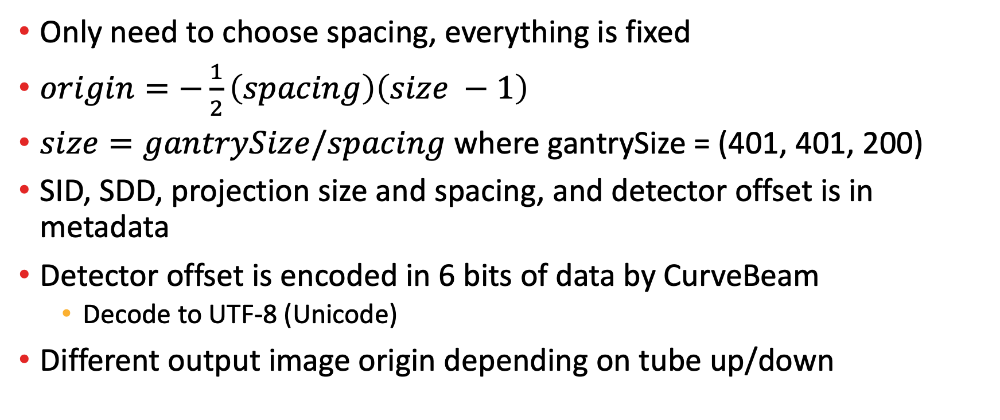 • Only need to choose spacing, everything is fixed
• origin = −½(spacing)(size − 1)
• size = gantrySize/spacing where gantrySize = (401, 401, 200)
• SID, SDD, projection size and spacing, and detector offset is in
metadata
• Detector offset is encoded in 6 bits of data by CurveBeam
• Decode to UTF-8 (Unicode)
• Different output image origin depending on tube up/down